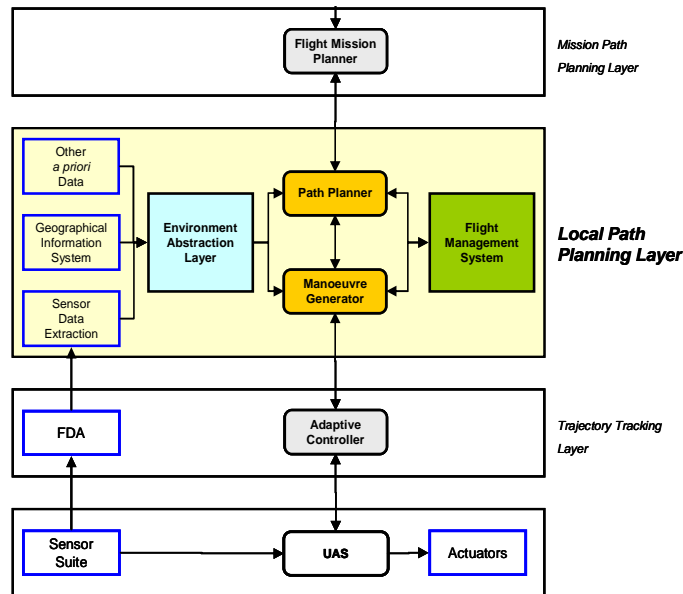 Flight Mission
Planner
Mission Path
Planning Layer
Other
a priori
Data
Geographical
Information
System
Sensor
Data
Extraction
Environment
Abstraction
Layer
Path Planner
Manoeuvre
Generator
Flight
Management
System
Local Path
Planning Layer
FDA
Adaptive
Controller
Trajectory Tracking
Layer
Sensor
Suite
UAS
Actuators